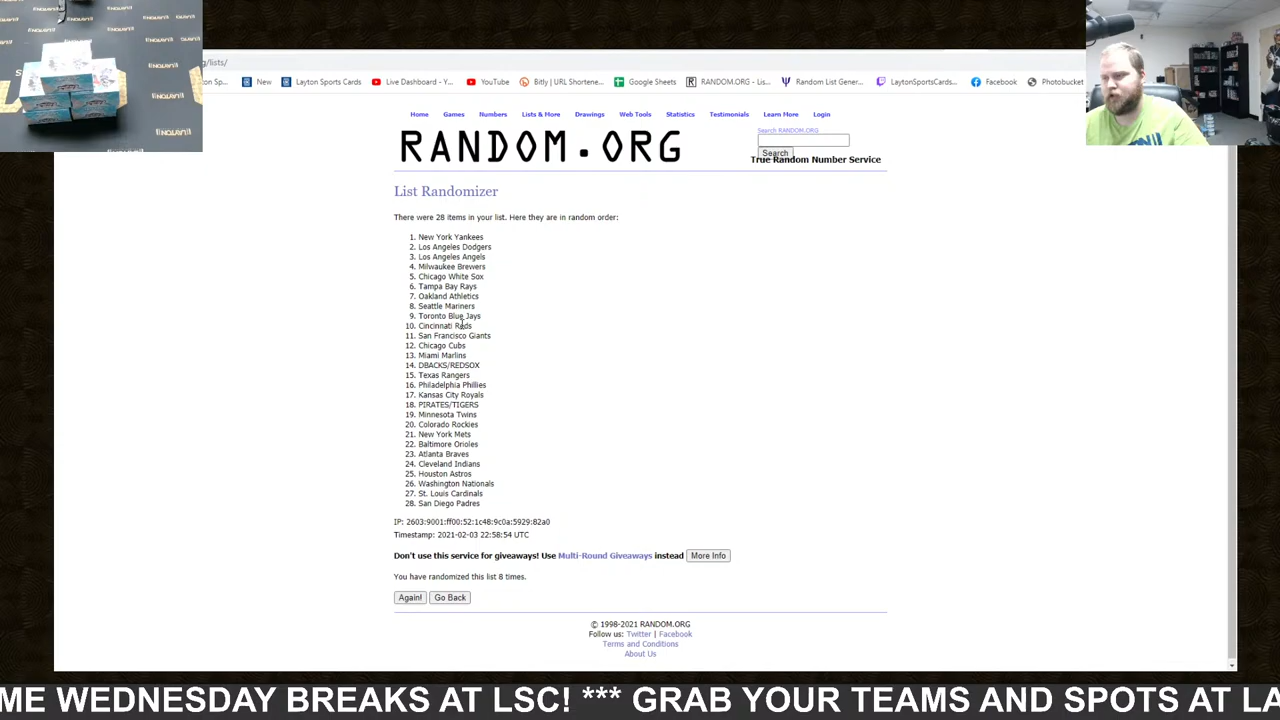 g/lists/
on Sp...
New
Layton Sports Cards
Live Dashboard - Y...
YouTube
Bitly | URL Shortene...
Google Sheets
RANDOM.ORG - Lis...
Random List Gener...
LaytonSportsCards...
Facebook
Photobucket
Home Games Numbers Lists & More Drawings Web Tools Statistics Testimonials Learn More Login
RANDOM.ORG
Search RANDOM.ORG
Search
True Random Number Service
List Randomizer
There were 28 items in your list. Here they are in random order:
1. New York Yankees
2. Los Angeles Dodgers
3. Los Angeles Angels
4. Milwaukee Brewers
5. Chicago White Sox
6. Tampa Bay Rays
7. Oakland Athletics
8. Seattle Mariners
9. Toronto Blue Jays
10. Cincinnati Reds
11. San Francisco Giants
12. Chicago Cubs
13. Miami Marlins
14. DBACKS/REDSOX
15. Texas Rangers
16. Philadelphia Phillies
17. Kansas City Royals
18. PIRATES/TIGERS
19. Minnesota Twins
20. Colorado Rockies
21. New York Mets
22. Baltimore Orioles
23. Atlanta Braves
24. Cleveland Indians
25. Houston Astros
26. Washington Nationals
27. St. Louis Cardinals
28. San Diego Padres
IP: 2603:9001:ff00:52:1c48:9c0a:5929:82a0
Timestamp: 2021-02-03 22:58:54 UTC
Don't use this service for giveaways! Use Multi-Round Giveaways instead More Info
You have randomized this list 8 times.
Again! Go Back
© 1998-2021 RANDOM.ORG
Follow us: Twitter | Facebook
Terms and Conditions
About Us
ME WEDNESDAY BREAKS AT LSC! *** GRAB YOUR TEAMS AND SPOTS AT LA